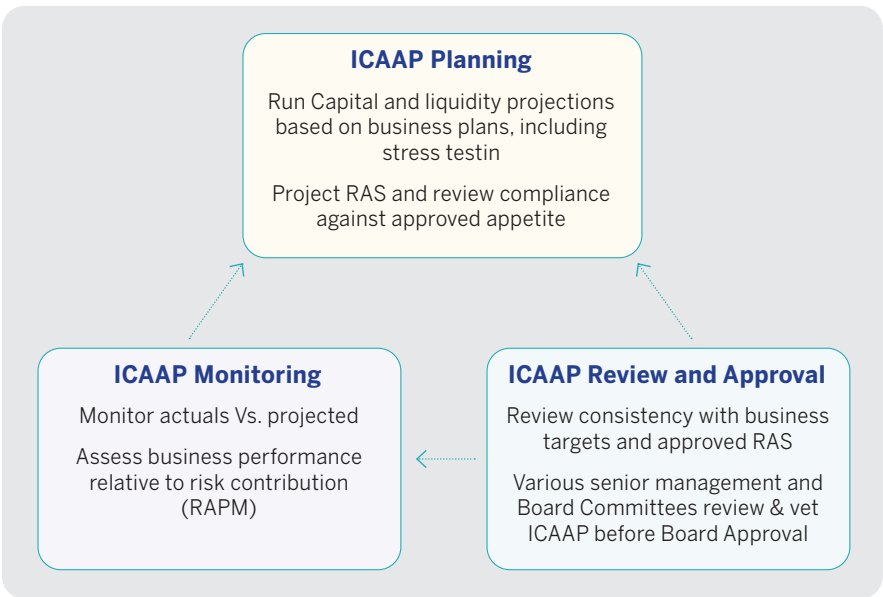 ICAAP Planning
Run Capital and liquidity projections
based on business plans, including
stress testin
Project RAS and review compliance
against approved appetite
ICAAP Monitoring
Monitor actuals Vs. projected
Assess business performance
relative to risk contribution
(RAPM)
ICAAP Review and Approval
Review consistency with business
targets and approved RAS
Various senior management and
Board Committees review & vet
ICAAP before Board Approval